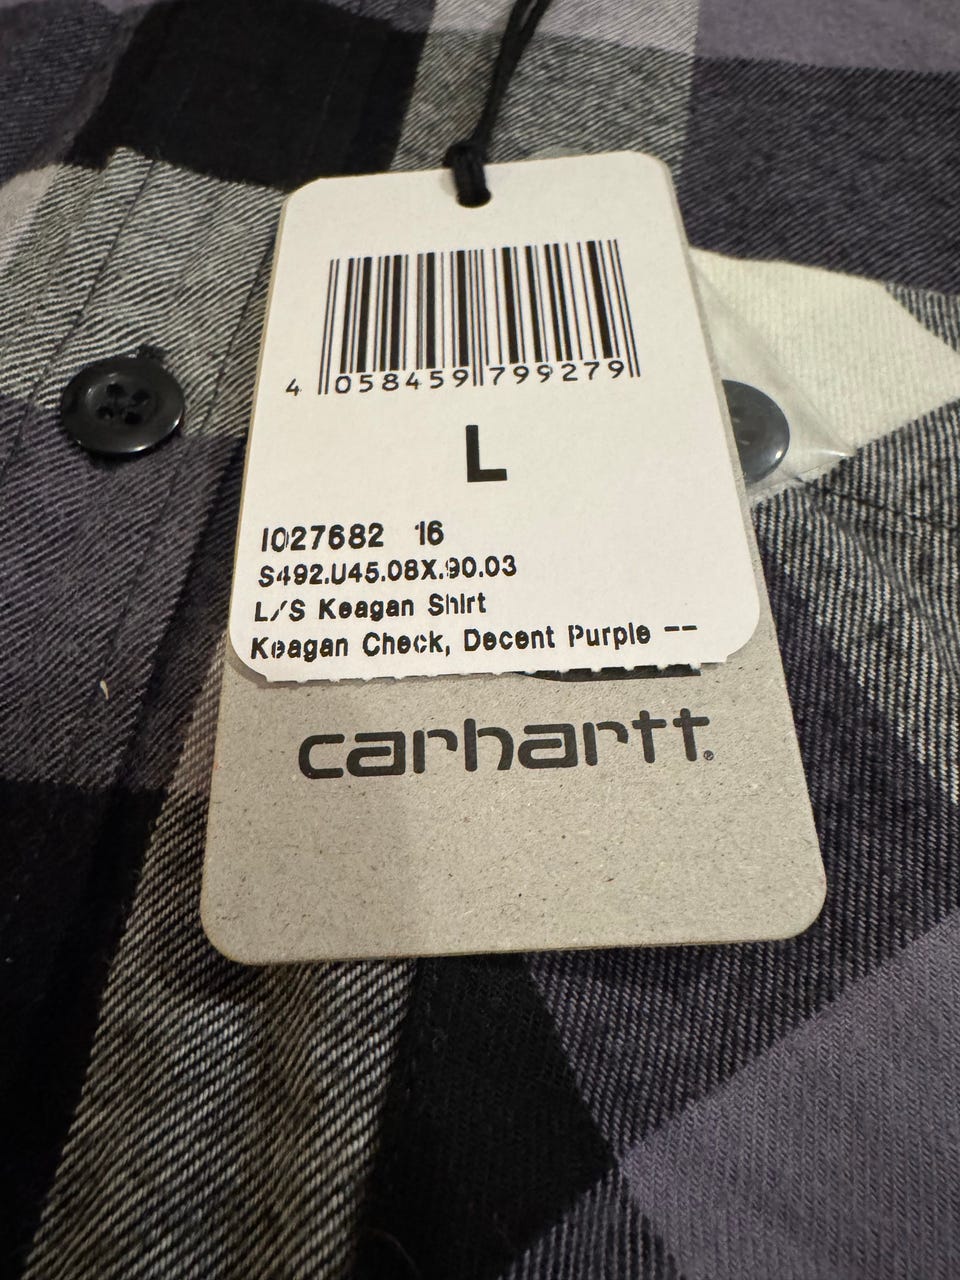 4 058459 799279
L
I027682 16
S492.U45.08X.90.03
L/S Keagan Shirt
Keagan Check, Decent Purple --
carhartt®